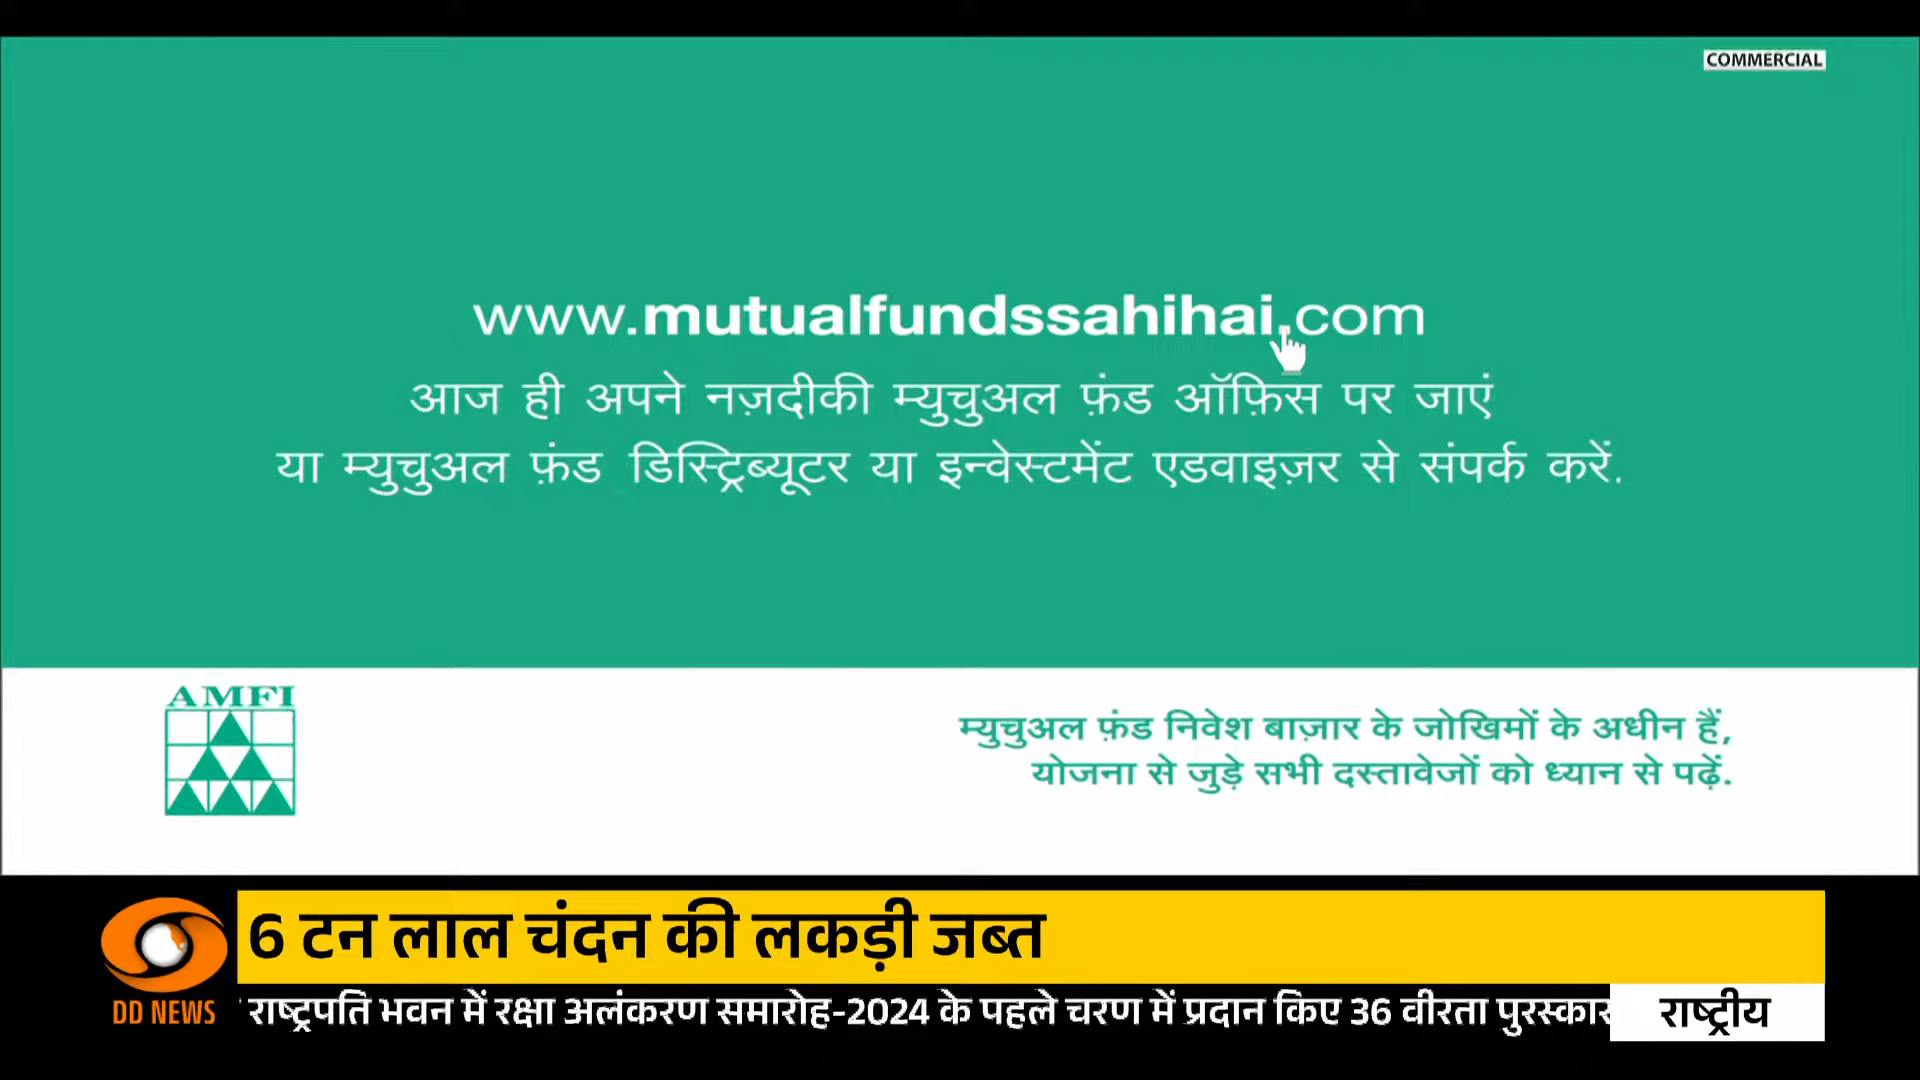 COMMERCIAL
www.mutualfundssahihai.com
आज ही अपने नज़दीकी म्युचुअल फ़ंड ऑफ़िस पर जाएं
या म्युचुअल फ़ंड डिस्ट्रिब्यूटर या इन्वेस्टमेंट एडवाइज़र से संपर्क करें.
AMFI
म्युचुअल फ़ंड निवेश बाज़ार के जोखिमों के अधीन हैं,
योजना से जुड़े सभी दस्तावेजों को ध्यान से पढ़ें.
6 टन लाल चंदन की लकड़ी जब्त
DD NEWS
राष्ट्रपति भवन में रक्षा अलंकरण समारोह-2024 के पहले चरण में प्रदान किए 36 वीरता पुरस्कार
राष्ट्रीय